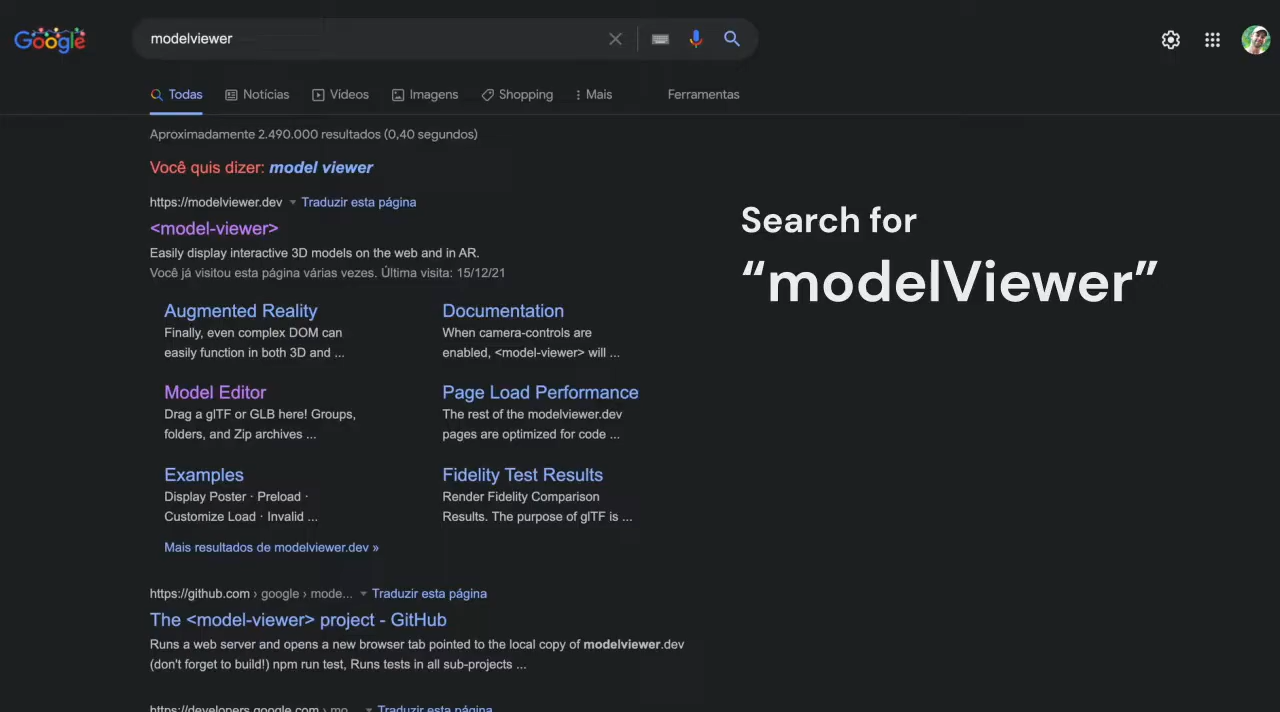 Google
modelviewer
Todas
Notícias
Vídeos
Imagens
Shopping
Mais
Ferramentas
Aproximadamente 2.490.000 resultados (0,40 segundos)
Você quis dizer: model viewer
https://modelviewer.dev Traduzir esta página
<model-viewer>
Easily display interactive 3D models on the web and in AR.
Você já visitou esta página várias vezes. Última visita: 15/12/21
Augmented Reality
Finally, even complex DOM can
easily function in both 3D and ...
Documentation
When camera-controls are
enabled, <model-viewer> will ...
Model Editor
Drag a glTF or GLB here! Groups,
folders, and Zip archives ...
Page Load Performance
The rest of the modelviewer.dev
pages are optimized for code ...
Examples
Display Poster · Preload ·
Customize Load · Invalid ...
Fidelity Test Results
Render Fidelity Comparison
Results. The purpose of glTF is ...
Mais resultados de modelviewer.dev »
https://github.com › google › mode... Traduzir esta página
The <model-viewer> project - GitHub
Runs a web server and opens a new browser tab pointed to the local copy of modelviewer.dev
(don't forget to build!) npm run test, Runs tests in all sub-projects ...
https://developers.google.com › mo... Traduzir esta página
Search for
“modelViewer”